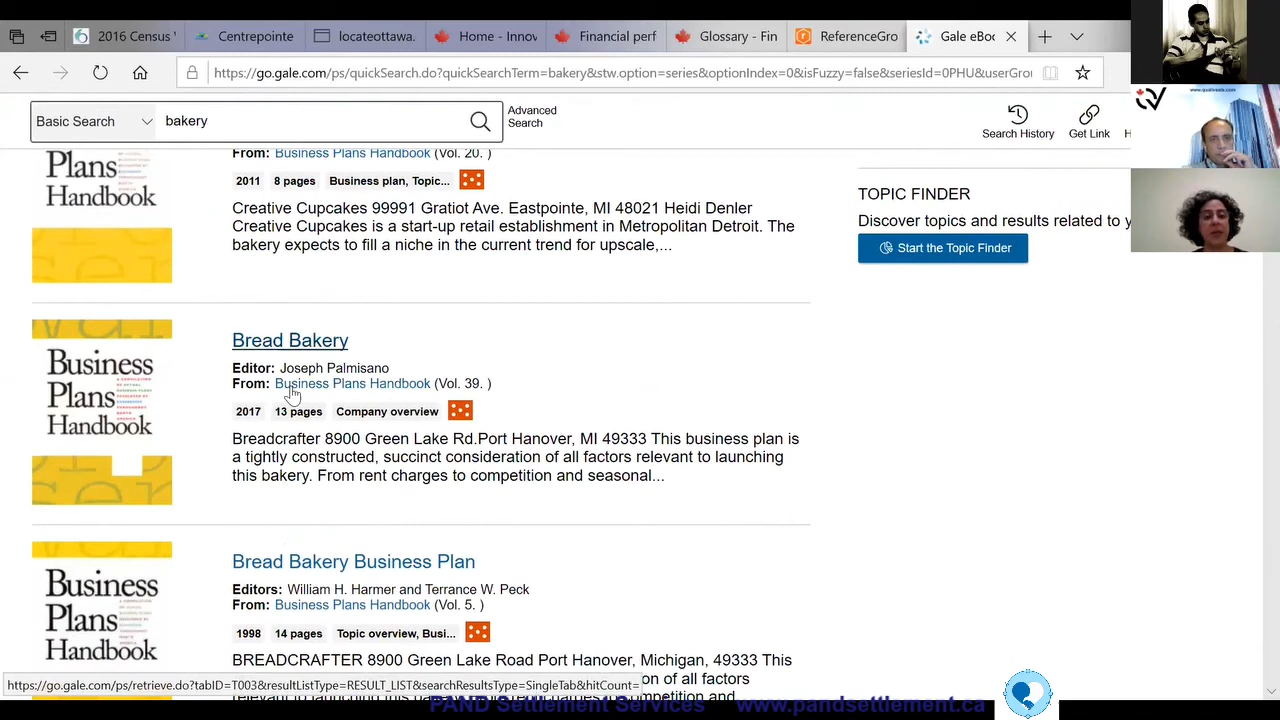 2016 Census
Centrepointe
locateottawa.
Home - Innov
Financial perf
Glossary - Fin
ReferenceGro
Gale eBoo
https://go.gale.com/ps/quickSearch.do?quickSearchTerm=bakery&stw.option=series&optionIndex=0&isFuzzy=false&seriesId=0PHU&userGrou
www.qualiveals.com
Basic Search
bakery
Advanced
Search
Search History
Get Link
H
Plans
Handbook
From: Business Plans Handbook (Vol. 20. )
2011 8 pages Business plan, Topic...
Creative Cupcakes 99991 Gratiot Ave. Eastpointe, MI 48021 Heidi Denler
Creative Cupcakes is a start-up retail establishment in Metropolitan Detroit. The
bakery expects to fill a niche in the current trend for upscale,...
TOPIC FINDER
Discover topics and results related to y
Start the Topic Finder
Business
Plans
Handbook
Bread Bakery
Editor: Joseph Palmisano
From: Business Plans Handbook (Vol. 39. )
2017 13 pages Company overview
Breadcrafter 8900 Green Lake Rd.Port Hanover, MI 49333 This business plan is
a tightly constructed, succinct consideration of all factors relevant to launching
this bakery. From rent charges to competition and seasonal...
Business
Plans
Handbook
Bread Bakery Business Plan
Editors: William H. Harmer and Terrance W. Peck
From: Business Plans Handbook (Vol. 5. )
1998 14 pages Topic overview, Busi...
BREADCRAFTER 8900 Green Lake Road Port Hanover, Michigan, 49333 This
on of all factors
https://go.gale.com/ps/retrieve.do?tabID=T003&resultListType=RESULT_LIST&searchResultsType=SingleTab&hitCount=
PAND Settlement Services www.pandsettlement.ca